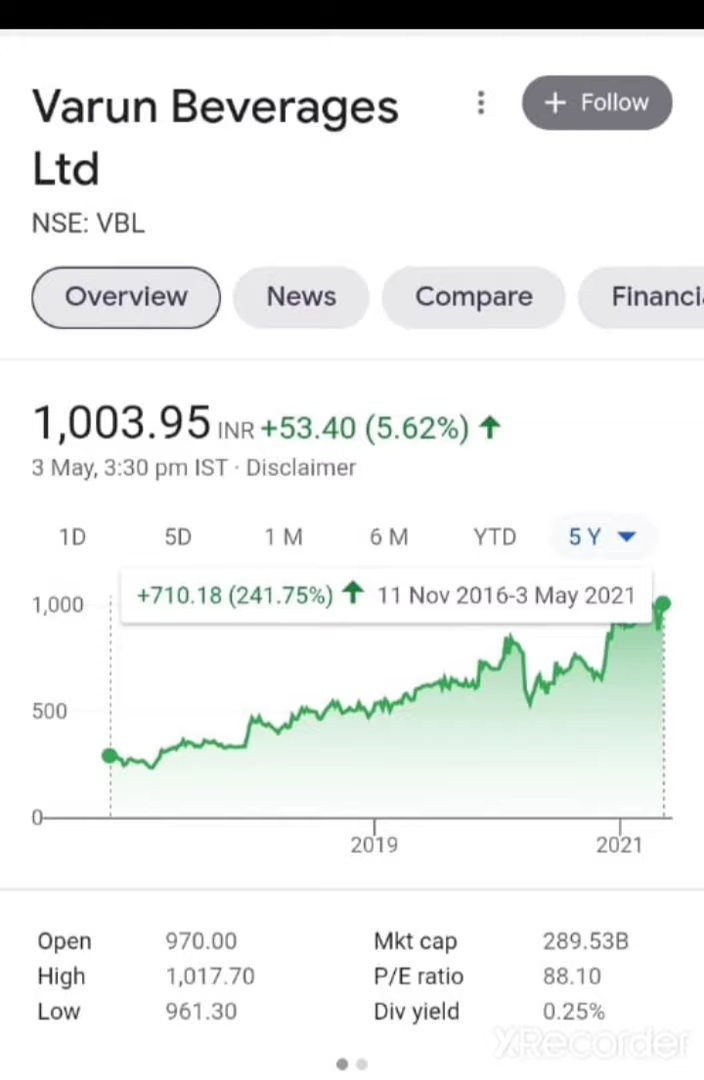 Varun Beverages
Ltd
+ Follow
NSE: VBL
Overview News Compare Financi
1,003.95 INR +53.40 (5.62%) ↑
3 May, 3:30 pm IST · Disclaimer
1D 5D 1 M 6 M YTD 5 Y
+710.18 (241.75%) ↑ 11 Nov 2016-3 May 2021
1,000
500
0
2019 2021
Open 970.00 Mkt cap 289.53B
High 1,017.70 P/E ratio 88.10
Low 961.30 Div yield 0.25%
XRecorder